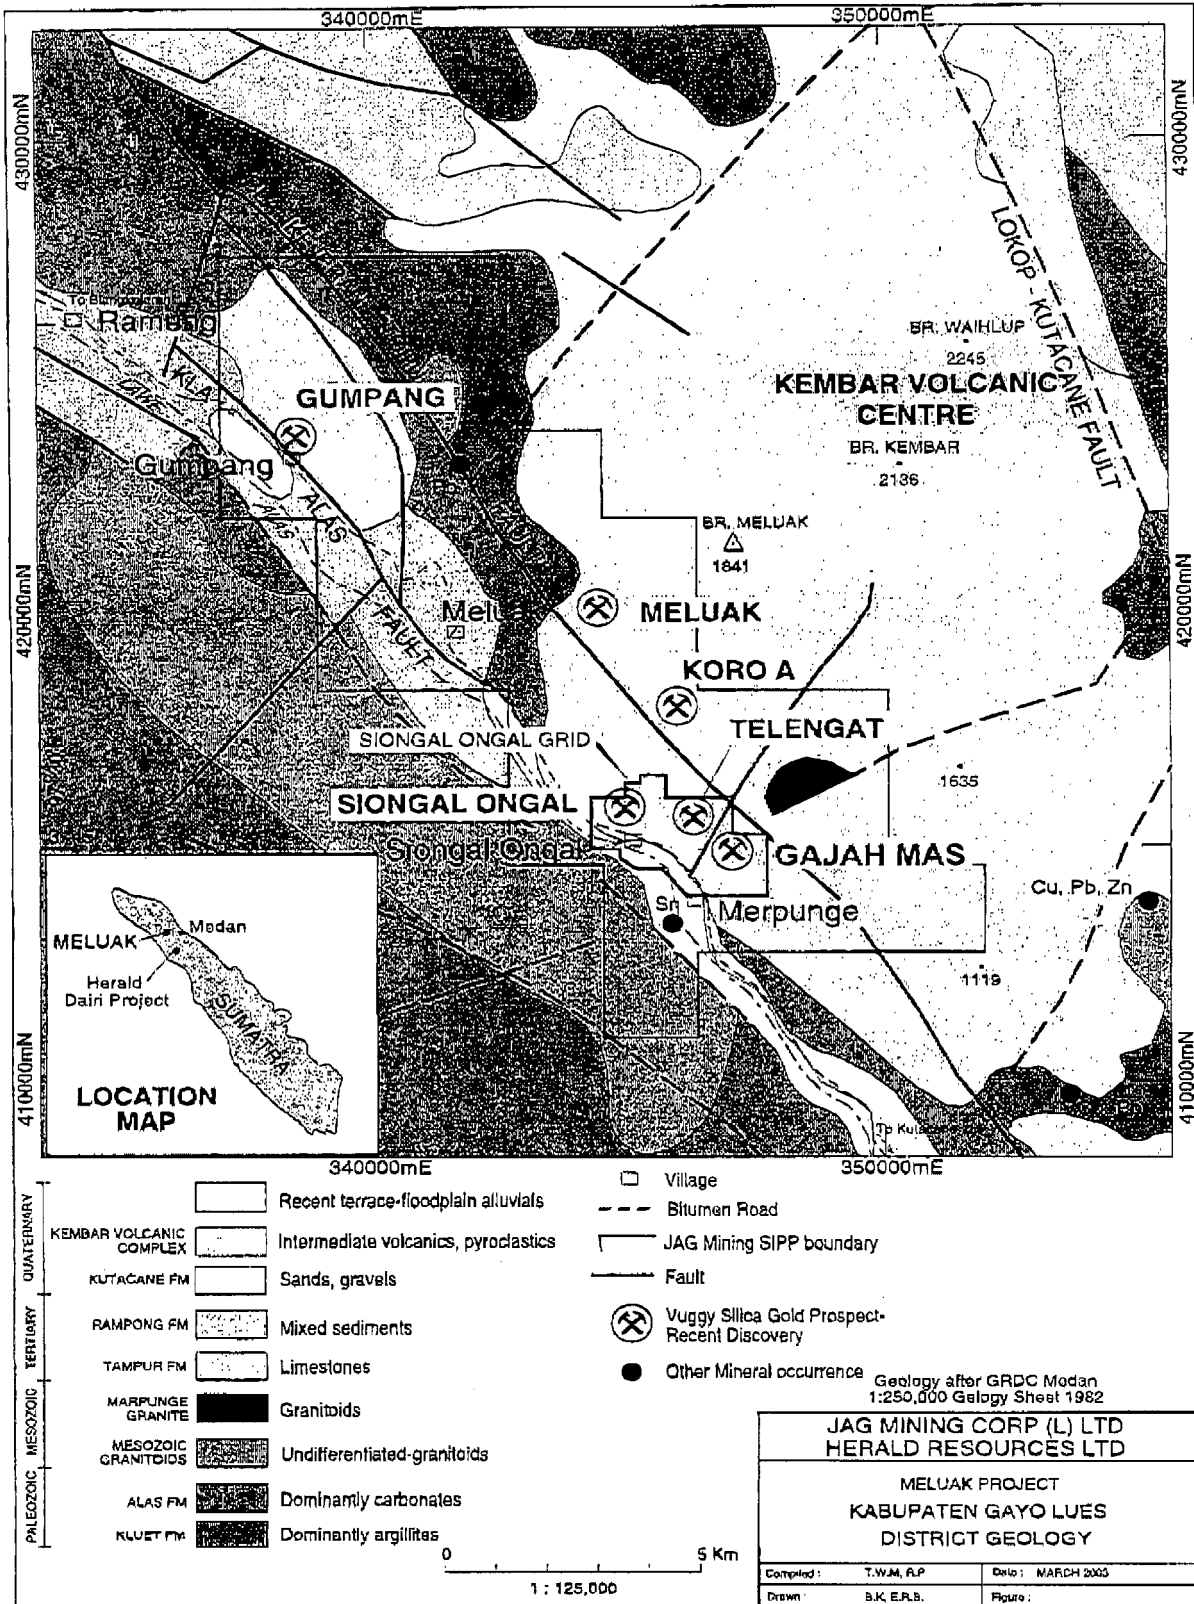 340000mE
350000mE
430000mN
430000mN
LOKOP - KUTACANE FAULT
Rameng
BR. WAIHLUP
2245
KEMBAR VOLCANIC
CENTRE
GUMPANG
BR. KEMBAR
2136
Gumpang
KLA
ALAS
FAULT
BR. MELUAK
1841
420000mN
420000mN
MELUAK
KORO A
TELENGAT
SIONGAL ONGAL GRID
1635
SIONGAL ONGAL
Siongal Ongal
GAJAH MAS
Cu, Pb, Zn
Sn
Merpunge
1119
Medan
MELUAK
Herald
Dairi Project
SUMATRA
LOCATION
MAP
410000mN
410000mN
340000mE
350000mE
QUATERNARY
Recent terrace-floodplain alluvials
KEMBAR VOLCANIC
COMPLEX
Intermediate volcanics, pyroclastics
KUTACANE FM
Sands, gravels
TERTIARY
RAMPONG FM
Mixed sediments
TAMPUR FM
Limestones
MESOZOIC
MARPUNGE
GRANITE
Granitoids
MESOZOIC
GRANITOIDS
Undifferentiated-granitoids
PALEOZOIC
ALAS FM
Dominantly carbonates
KLUET FM
Dominantly argillites
Village
Bitumen Road
JAG Mining SIPP boundary
Fault
Vuggy Silica Gold Prospect-
Recent Discovery
Other Mineral occurrence
Geology after GRDC Medan
1:250,000 Gelogy Sheet 1982
0
5 Km
1 : 125,000
JAG MINING CORP (L) LTD
HERALD RESOURCES LTD
MELUAK PROJECT
KABUPATEN GAYO LUES
DISTRICT GEOLOGY
Compiled :
T.W.M, R.P
Date : MARCH 2003
Drawn :
B.K, E.R.B.
Figure :